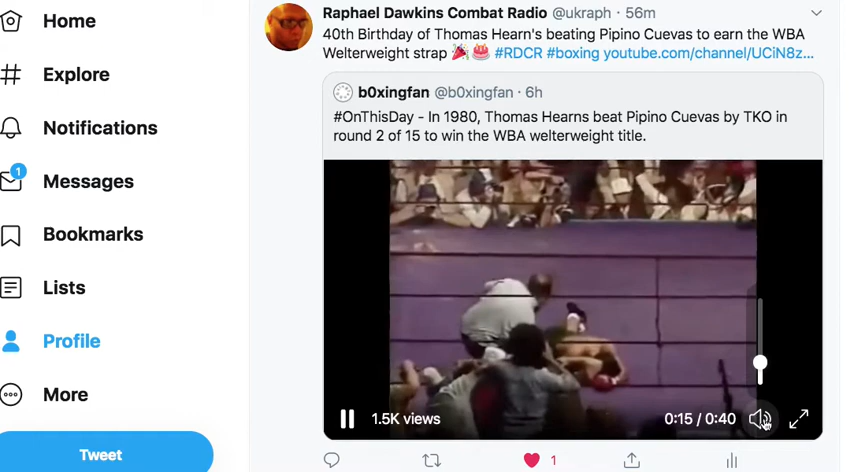 Home
Explore
Notifications
1
Messages
Bookmarks
Lists
Profile
More
Tweet
Raphael Dawkins Combat Radio @ukraph · 56m
40th Birthday of Thomas Hearn's beating Pipino Cuevas to earn the WBA
Welterweight strap 🎉🎂 #RDCR #boxing youtube.com/channel/UCiN8z...
b0xingfan @b0xingfan · 6h
#OnThisDay - In 1980, Thomas Hearns beat Pipino Cuevas by TKO in
round 2 of 15 to win the WBA welterweight title.
1.5K views
0:15 / 0:40
1